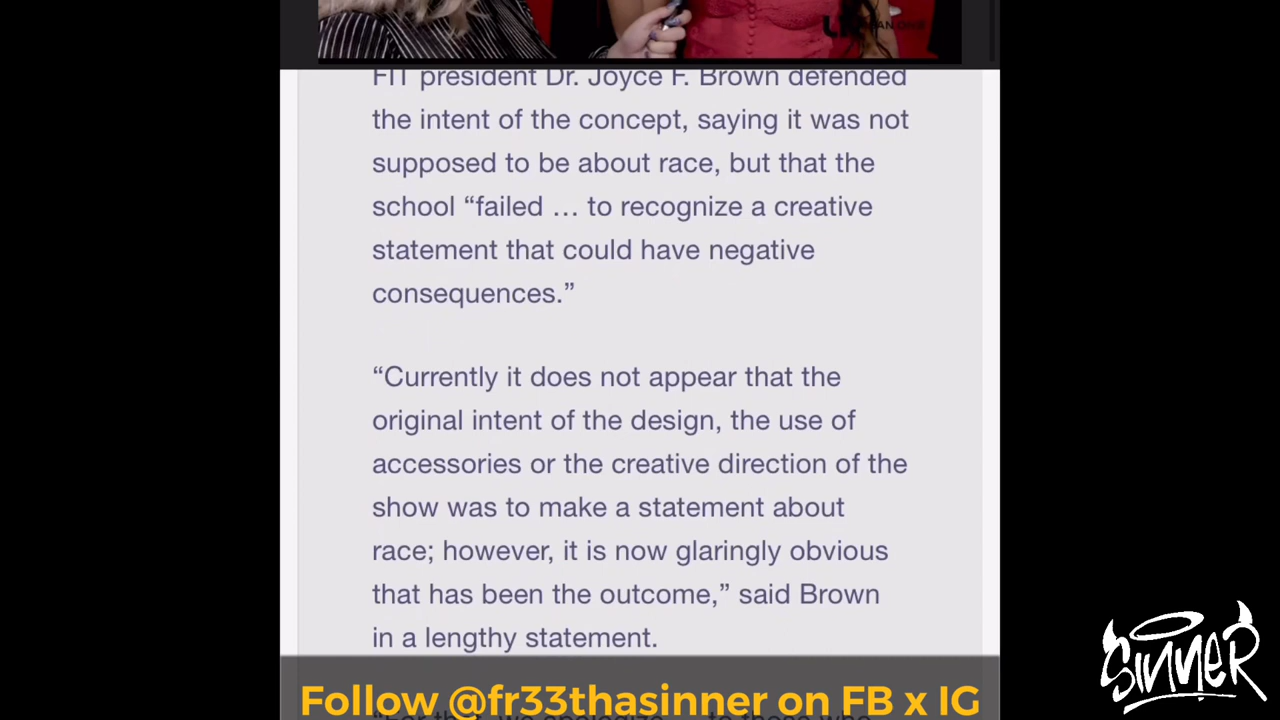 FIT president Dr. Joyce F. Brown defended
the intent of the concept, saying it was not
supposed to be about race, but that the
school “failed … to recognize a creative
statement that could have negative
consequences.”
“Currently it does not appear that the
original intent of the design, the use of
accessories or the creative direction of the
show was to make a statement about
race; however, it is now glaringly obvious
that has been the outcome,” said Brown
in a lengthy statement.
Follow @fr33thasinner on FB x IG
SINNER